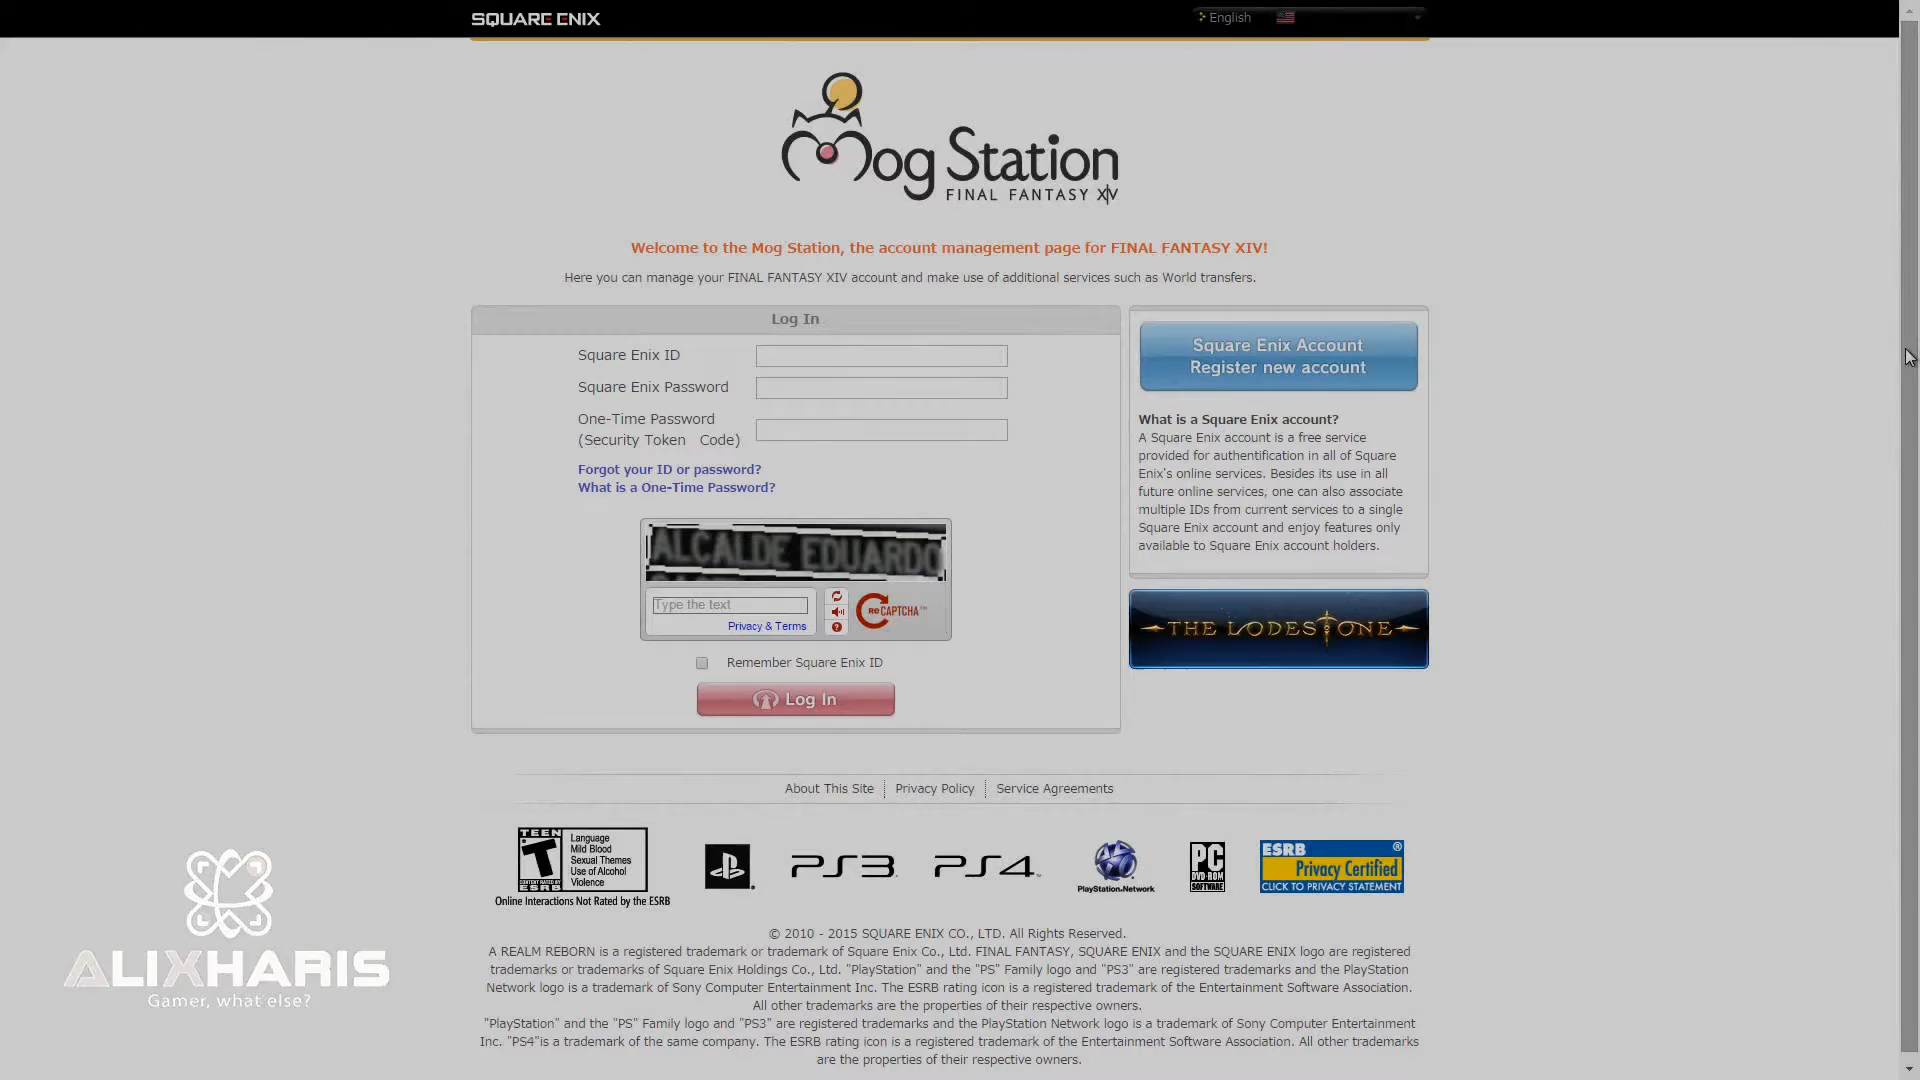 SQUARE ENIX
English
Mog Station
FINAL FANTASY XIV
Welcome to the Mog Station, the account management page for FINAL FANTASY XIV!
Here you can manage your FINAL FANTASY XIV account and make use of additional services such as World transfers.
Log In
Square Enix ID
Square Enix Password
One-Time Password
(Security Token Code)
Forgot your ID or password?
What is a One-Time Password?
ALCALDE EDUARDO
Type the text
Privacy & Terms
reCAPTCHA™
Remember Square Enix ID
Log In
Square Enix Account
Register new account
What is a Square Enix account?
A Square Enix account is a free service
provided for authentication in all of Square
Enix's online services. Besides its use in all
future online services, one can also associate
multiple IDs from current services to a single
Square Enix account and enjoy features only
available to Square Enix account holders.
THE LODESTONE
About This Site
Privacy Policy
Service Agreements
TEEN
T
CONTENT RATED BY
ESRB
Language
Mild Blood
Sexual Themes
Use of Alcohol
Violence
Online Interactions Not Rated by the ESRB
PS3
PS4
PlayStation Network
PC
DVD-ROM
SOFTWARE
ESRB
Privacy Certified
CLICK TO PRIVACY STATEMENT
© 2010 - 2015 SQUARE ENIX CO., LTD. All Rights Reserved.
A REALM REBORN is a registered trademark or trademark of Square Enix Co., Ltd. FINAL FANTASY, SQUARE ENIX and the SQUARE ENIX logo are registered
trademarks or trademarks of Square Enix Holdings Co., Ltd. "PlayStation" and the "PS" Family logo and "PS3" are registered trademarks and the PlayStation
Network logo is a trademark of Sony Computer Entertainment Inc. The ESRB rating icon is a registered trademark of the Entertainment Software Association.
All other trademarks are the properties of their respective owners.
"PlayStation" and the "PS" Family logo and "PS3" are registered trademarks and the PlayStation Network logo is a trademark of Sony Computer Entertainment
Inc. "PS4"is a trademark of the same company. The ESRB rating icon is a registered trademark of the Entertainment Software Association. All other trademarks
are the properties of their respective owners.
ALIXHARIS
Gamer, what else?